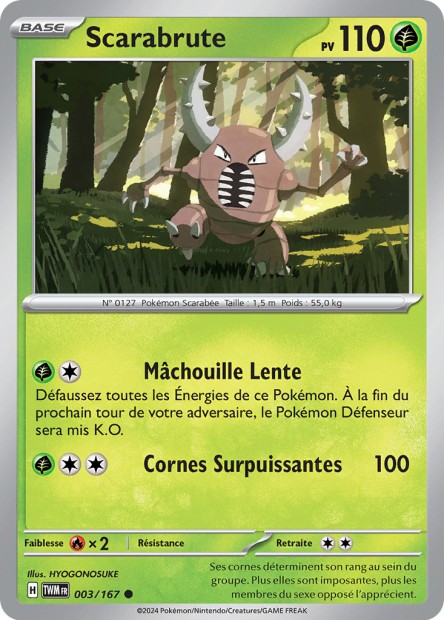 BASE
Scarabrute
PV 110
N° 0127 Pokémon Scarabée Taille : 1,5 m Poids : 55,0 kg
Mâchouille Lente
Défaussez toutes les Énergies de ce Pokémon. À la fin du
prochain tour de votre adversaire, le Pokémon Défenseur
sera mis K.O.
Cornes Surpuissantes 100
Faiblesse ×2 Résistance Retraite
Illus. HYOGONOSUKE
H TWM FR 003/167
Ses cornes déterminent son rang au sein du
groupe. Plus elles sont imposantes, plus les
membres du sexe opposé l'apprécient.
©2024 Pokémon/Nintendo/Creatures/GAME FREAK